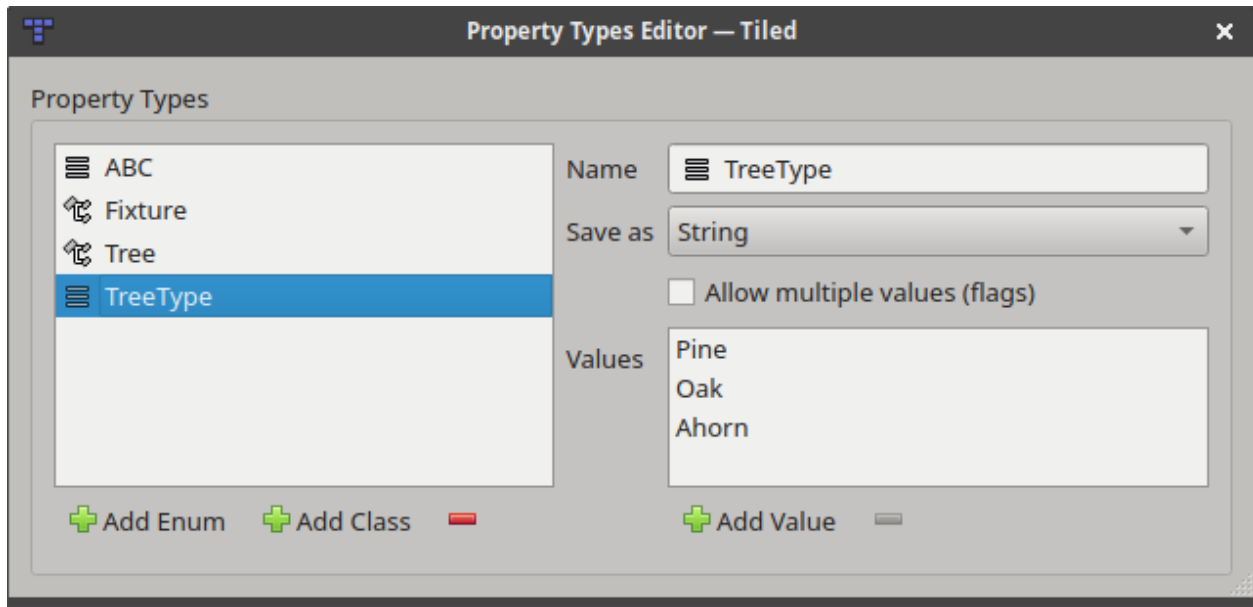 Property Types Editor — Tiled
Property Types
ABC
Fixture
Tree
TreeType
Add Enum Add Class
Name TreeType
Save as String
Allow multiple values (flags)
Values
Pine
Oak
Ahorn
Add Value